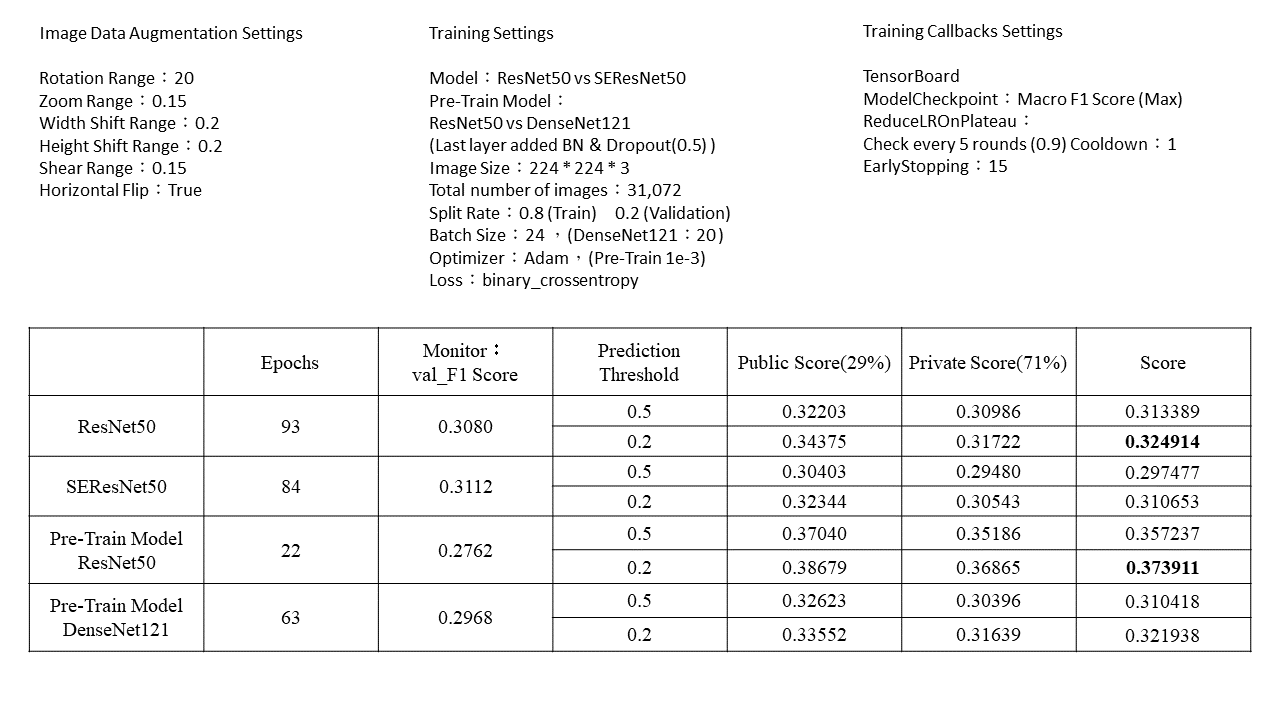 Image Data Augmentation Settings
Rotation Range：20
Zoom Range：0.15
Width Shift Range：0.2
Height Shift Range：0.2
Shear Range：0.15
Horizontal Flip：True
Training Settings
Model：ResNet50 vs SEResNet50
Pre-Train Model：
ResNet50 vs DenseNet121
(Last layer added BN & Dropout(0.5) )
Image Size：224 * 224 * 3
Total number of images：31,072
Split Rate：0.8 (Train) 0.2 (Validation)
Batch Size：24 ，(DenseNet121：20 )
Optimizer：Adam，(Pre-Train 1e-3)
Loss：binary_crossentropy
Training Callbacks Settings
TensorBoard
ModelCheckpoint：Macro F1 Score (Max)
ReduceLROnPlateau：
Check every 5 rounds (0.9) Cooldown：1
EarlyStopping：15
Epochs
Monitor：
val_F1 Score
Prediction
Threshold
Public Score(29%)
Private Score(71%)
Score
ResNet50
93
0.3080
0.5 0.32203 0.30986 0.313389
0.2 0.34375 0.31722 0.324914
SEResNet50
84
0.3112
0.5 0.30403 0.29480 0.297477
0.2 0.32344 0.30543 0.310653
Pre-Train Model
ResNet50
22
0.2762
0.5 0.37040 0.35186 0.357237
0.2 0.38679 0.36865 0.373911
Pre-Train Model
DenseNet121
63
0.2968
0.5 0.32623 0.30396 0.310418
0.2 0.33552 0.31639 0.321938